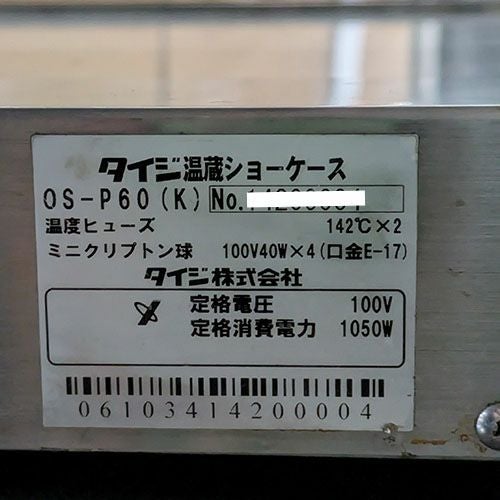 タイジ温蔵ショーケース
OS-P60(K) No.
温度ヒューズ 142℃×2
ミニクリプトン球 100V40W×4(口金E-17)
タイジ株式会社
定格電圧 100V
定格消費電力 1050W
06103414200004